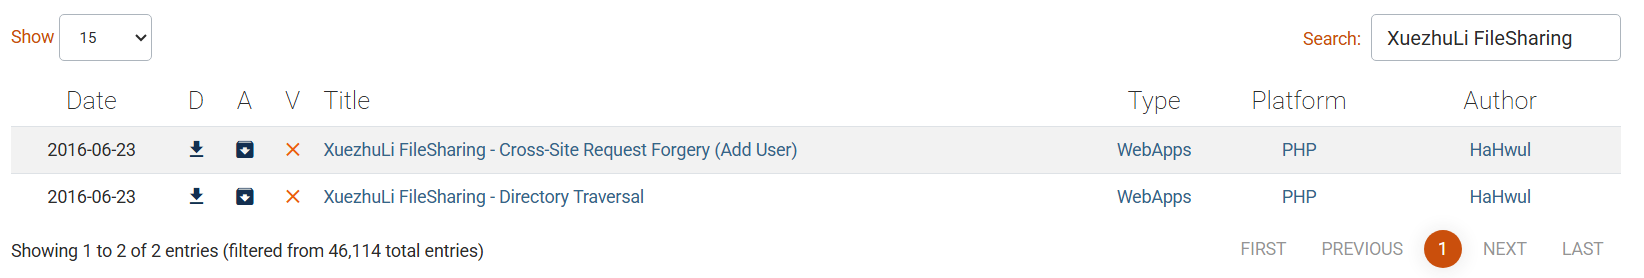 Show 15 Search: XuezhuLi FileSharing
Date D A V Title Type Platform Author
2016-06-23 XuezhuLi FileSharing - Cross-Site Request Forgery (Add User) WebApps PHP HaHwul
2016-06-23 XuezhuLi FileSharing - Directory Traversal WebApps PHP HaHwul
Showing 1 to 2 of 2 entries (filtered from 46,114 total entries) FIRST PREVIOUS 1 NEXT LAST